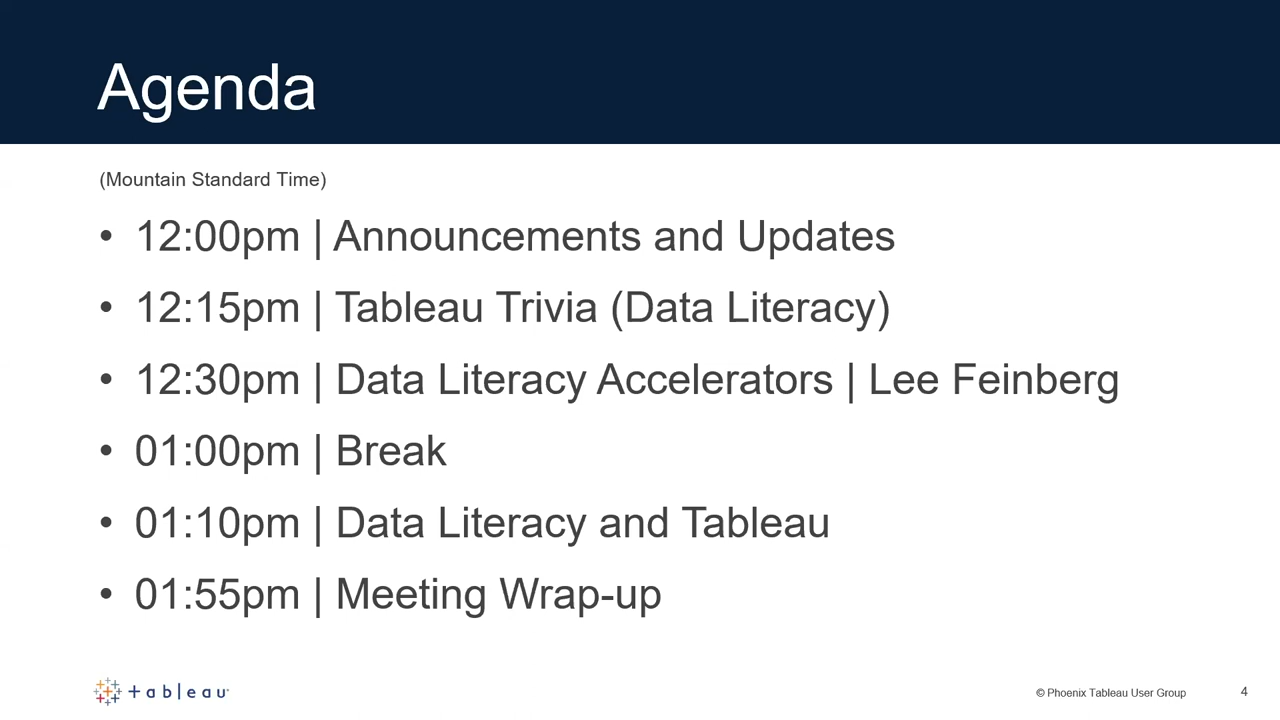 Agenda
(Mountain Standard Time)
• 12:00pm | Announcements and Updates
• 12:15pm | Tableau Trivia (Data Literacy)
• 12:30pm | Data Literacy Accelerators | Lee Feinberg
• 01:00pm | Break
• 01:10pm | Data Literacy and Tableau
• 01:55pm | Meeting Wrap-up
tableau
© Phoenix Tableau User Group
4